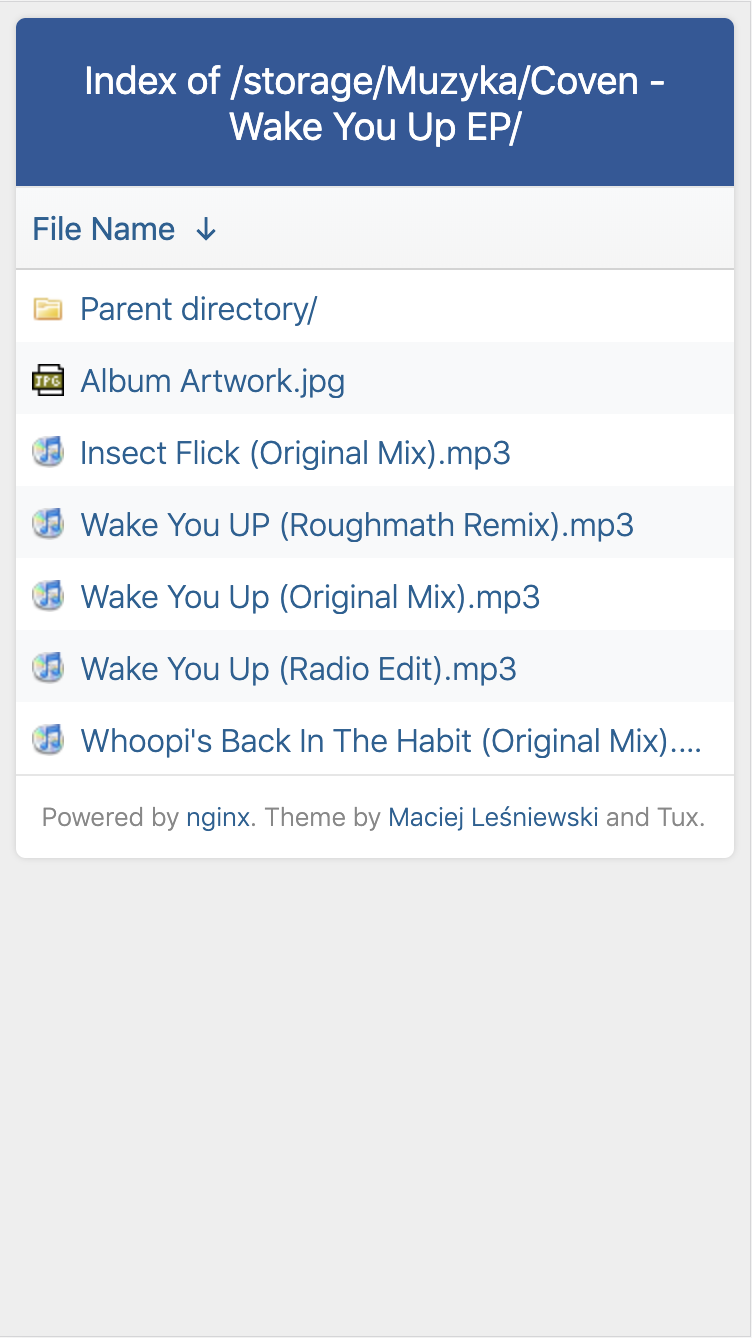 Index of /storage/Muzyka/Coven -
Wake You Up EP/
File Name ↓
Parent directory/
JPG Album Artwork.jpg
Insect Flick (Original Mix).mp3
Wake You UP (Roughmath Remix).mp3
Wake You Up (Original Mix).mp3
Wake You Up (Radio Edit).mp3
Whoopi's Back In The Habit (Original Mix)....
Powered by nginx. Theme by Maciej Leśniewski and Tux.